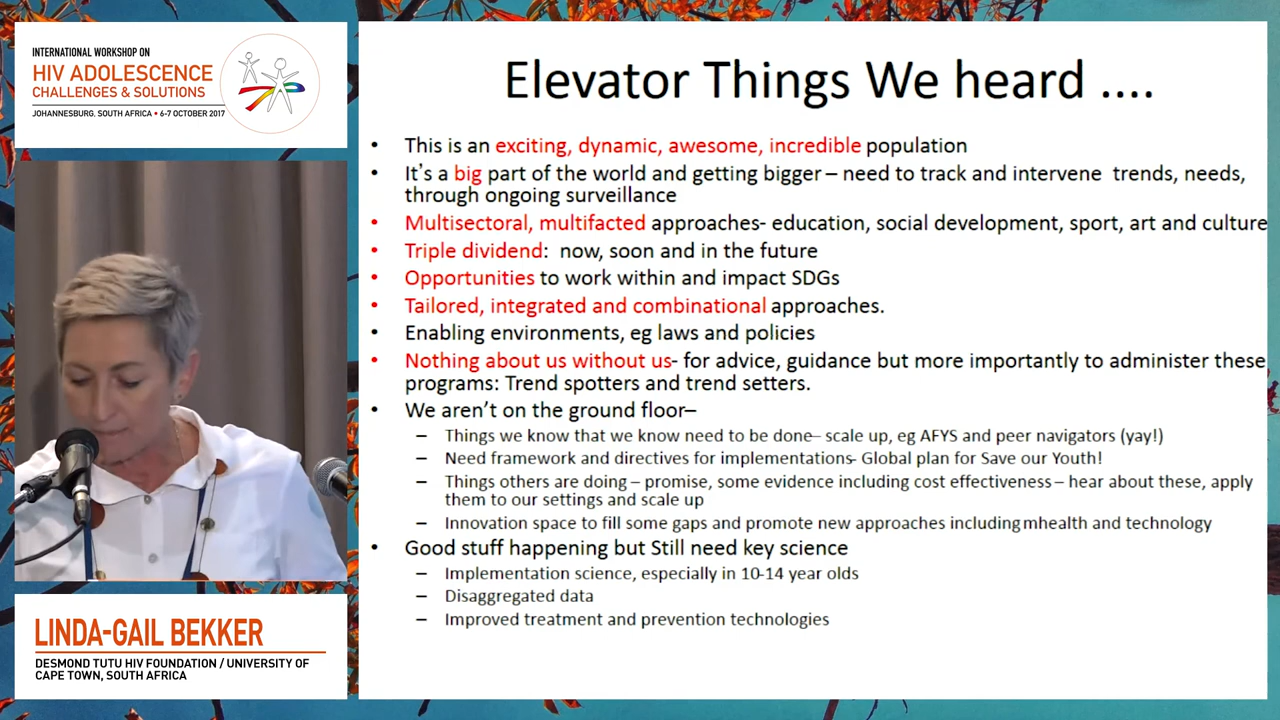 INTERNATIONAL WORKSHOP ON
HIV ADOLESCENCE
CHALLENGES & SOLUTIONS
JOHANNESBURG, SOUTH AFRICA • 6-7 OCTOBER 2017
Elevator Things We heard ....
• This is an exciting, dynamic, awesome, incredible population
• It's a big part of the world and getting bigger – need to track and intervene trends, needs,
through ongoing surveillance
• Multisectoral, multifacted approaches- education, social development, sport, art and culture
• Triple dividend: now, soon and in the future
• Opportunities to work within and impact SDGs
• Tailored, integrated and combinational approaches.
• Enabling environments, eg laws and policies
• Nothing about us without us- for advice, guidance but more importantly to administer these
programs: Trend spotters and trend setters.
• We aren't on the ground floor–
– Things we know that we know need to be done– scale up, eg AFYS and peer navigators (yay!)
– Need framework and directives for implementations- Global plan for Save our Youth!
– Things others are doing – promise, some evidence including cost effectiveness – hear about these, apply
them to our settings and scale up
– Innovation space to fill some gaps and promote new approaches including mhealth and technology
• Good stuff happening but Still need key science
– Implementation science, especially in 10-14 year olds
– Disaggregated data
– Improved treatment and prevention technologies
LINDA-GAIL BEKKER
DESMOND TUTU HIV FOUNDATION / UNIVERSITY OF
CAPE TOWN, SOUTH AFRICA